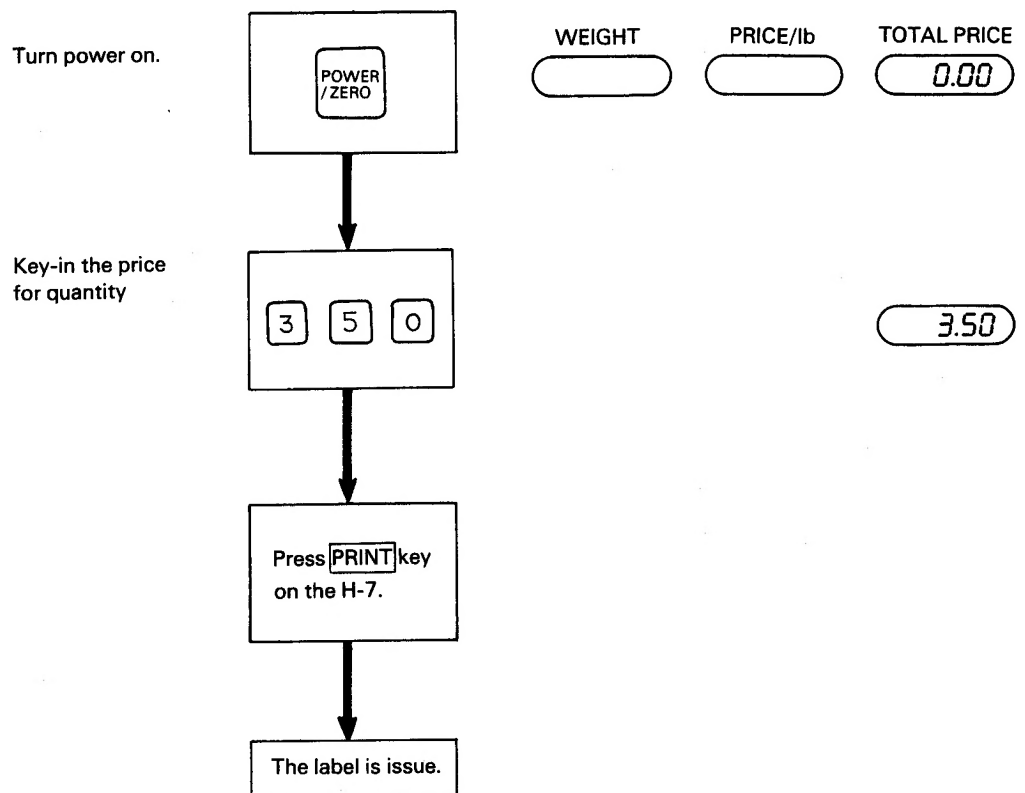 Turn power on.
POWER
/ZERO
WEIGHT PRICE/lb TOTAL PRICE
0.00
Key-in the price
for quantity
3 5 0
3.50
Press PRINT key
on the H-7.
The label is issue.